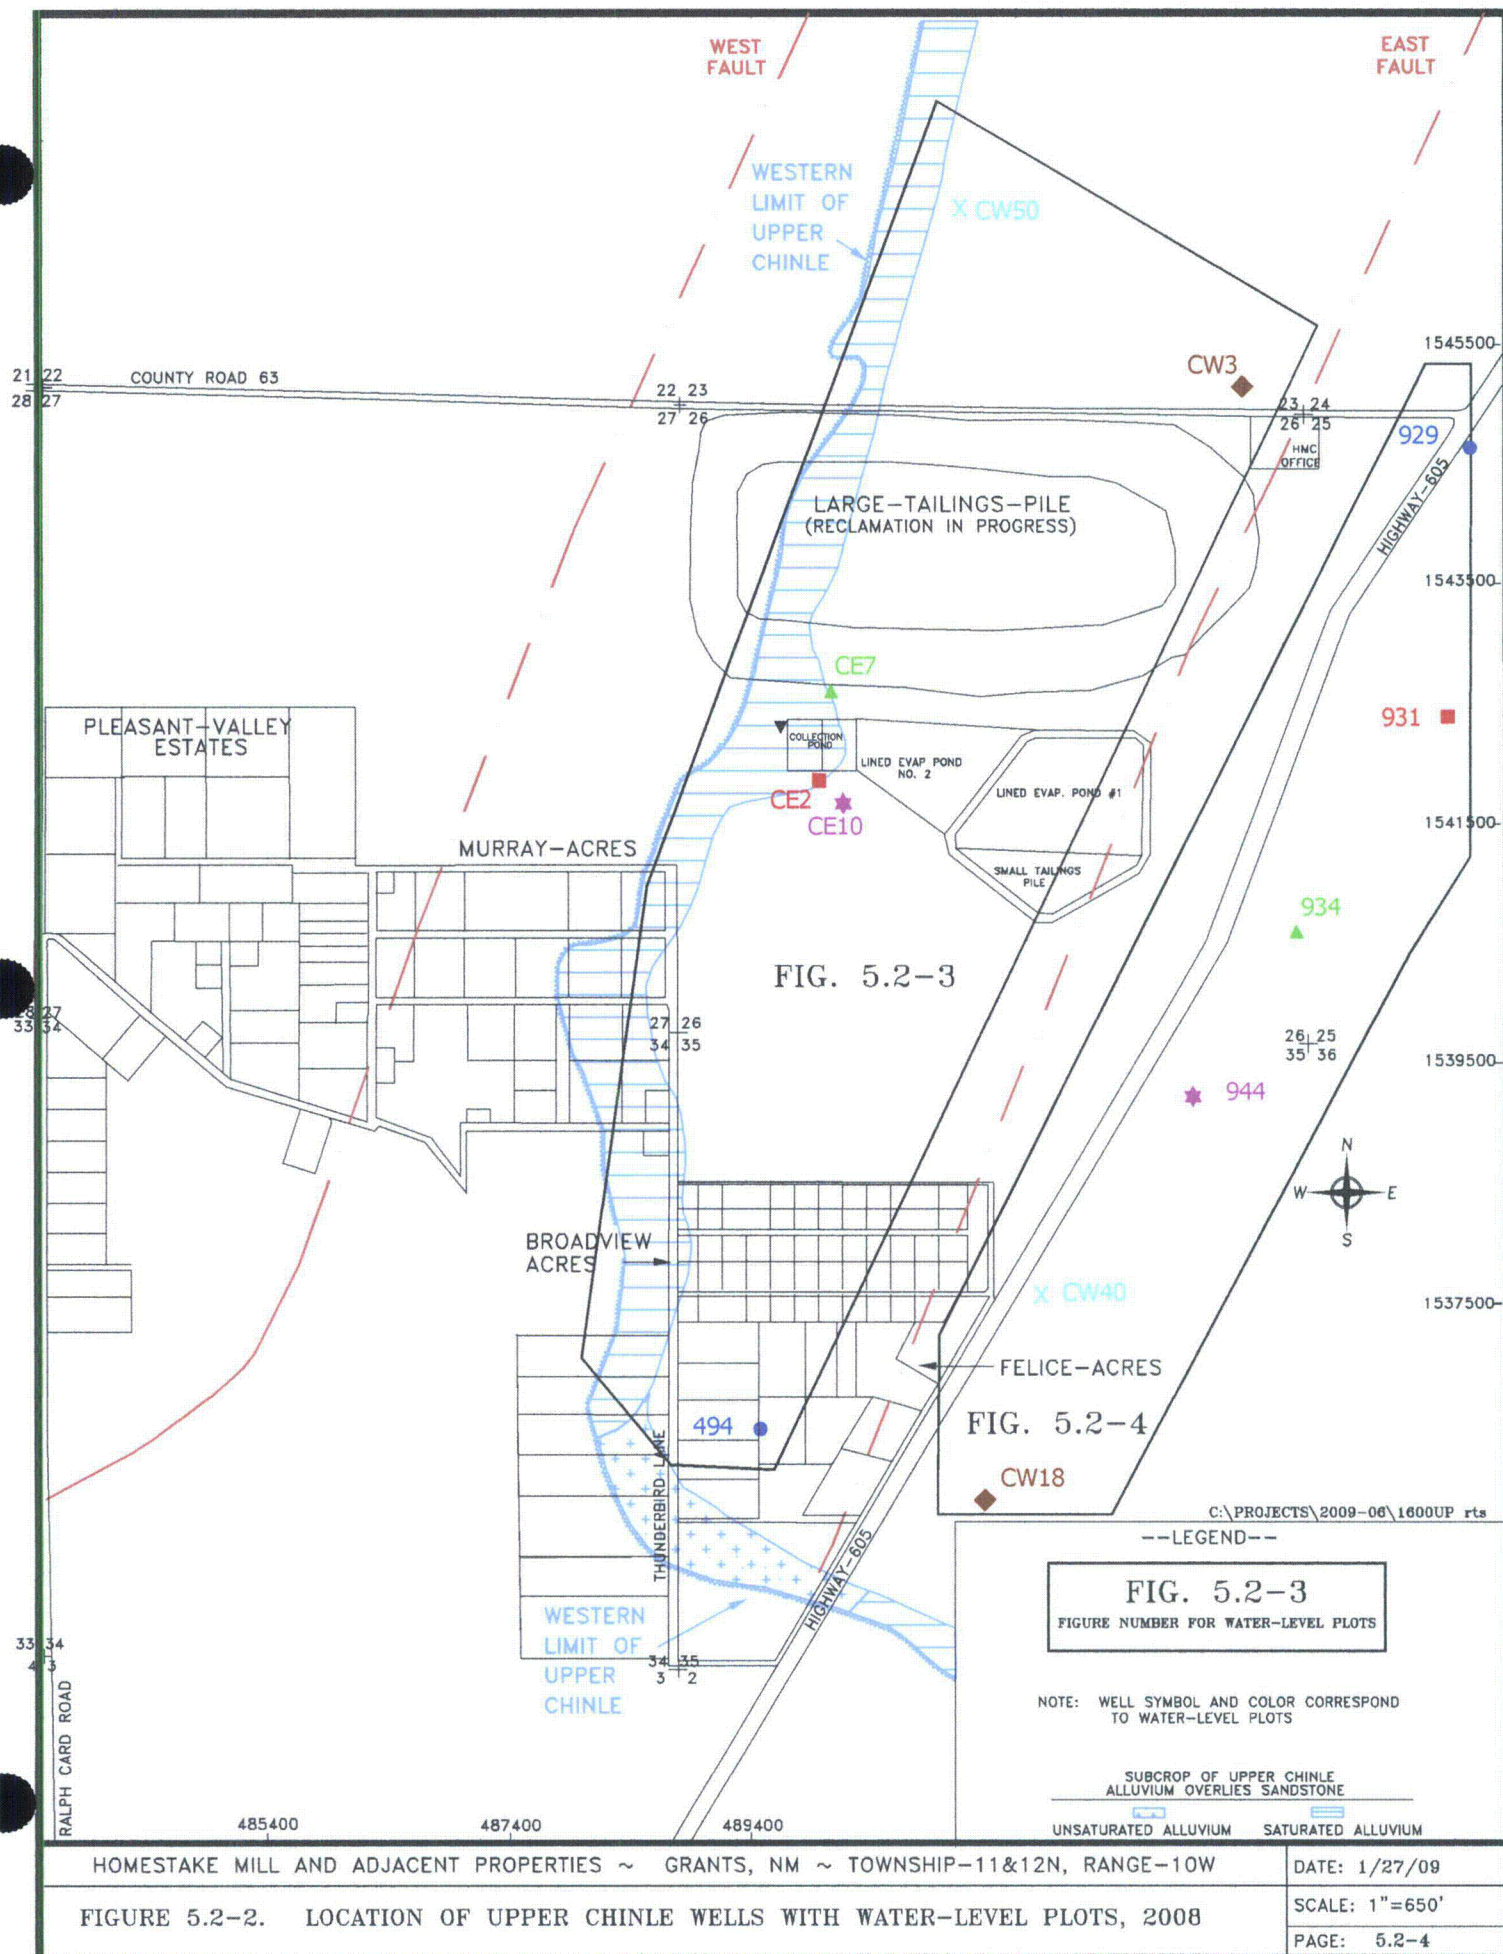 WEST
FAULT
EAST
FAULT
WESTERN
LIMIT OF
UPPER
CHINLE
X CW50
1545500
CW3
21 22
28 27
COUNTY ROAD 63
22 23
27 26
23 24
26 25
HMC
OFFICE
929
HIGHWAY-605
LARGE-TAILINGS-PILE
(RECLAMATION IN PROGRESS)
1543500
CE7
931
PLEASANT-VALLEY
ESTATES
COLLECTION
POND
LINED EVAP POND
NO. 2
LINED EVAP. POND #1
CE2
CE10
1541500
MURRAY-ACRES
SMALL TAILINGS
PILE
934
FIG. 5.2-3
28 27
33 34
27 26
34 35
26 25
35 36
1539500
944
N
W E
S
BROADVIEW
ACRES
X CW40
1537500
FELICE-ACRES
494
FIG. 5.2-4
THUNDERBIRD LANE
CW18
HIGHWAY-605
C:\PROJECTS\2009-06\1600UP rts
--LEGEND--
FIG. 5.2-3
FIGURE NUMBER FOR WATER-LEVEL PLOTS
WESTERN
LIMIT OF
UPPER
CHINLE
33 34
4 3
34 35
3 2
NOTE: WELL SYMBOL AND COLOR CORRESPOND
TO WATER-LEVEL PLOTS
RALPH CARD ROAD
SUBCROP OF UPPER CHINLE
ALLUVIUM OVERLIES SANDSTONE
UNSATURATED ALLUVIUM SATURATED ALLUVIUM
485400 487400 489400
HOMESTAKE MILL AND ADJACENT PROPERTIES ~ GRANTS, NM ~ TOWNSHIP-11&12N, RANGE-10W
DATE: 1/27/09
FIGURE 5.2-2. LOCATION OF UPPER CHINLE WELLS WITH WATER-LEVEL PLOTS, 2008
SCALE: 1"=650'
PAGE: 5.2-4